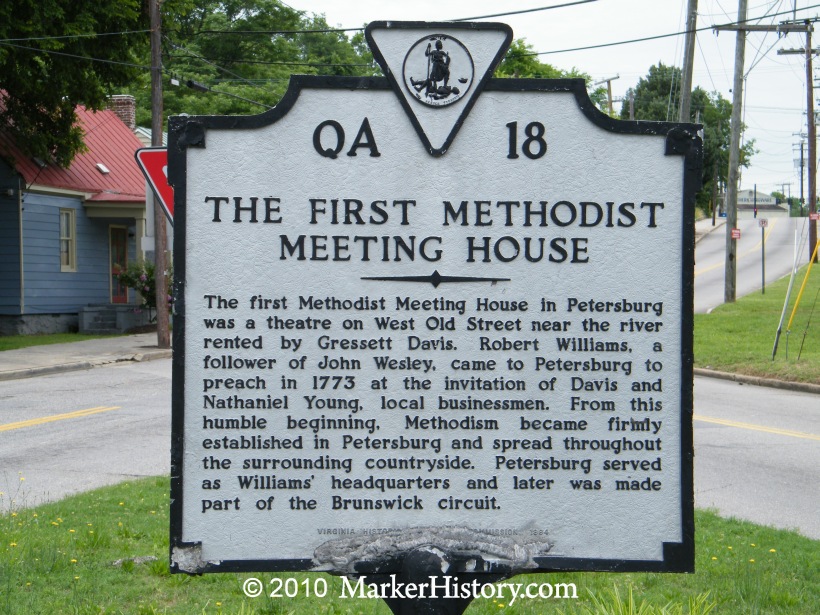 QA 18
THE FIRST METHODIST
MEETING HOUSE
The first Methodist Meeting House in Petersburg
was a theatre on West Old Street near the river
rented by Gressett Davis. Robert Williams, a
follower of John Wesley, came to Petersburg to
preach in 1773 at the invitation of Davis and
Nathaniel Young, local businessmen. From this
humble beginning, Methodism became firmly
established in Petersburg and spread throughout
the surrounding countryside. Petersburg served
as Williams' headquarters and later was made
part of the Brunswick circuit.
VIRGINIA
© 2010 MarkerHistory.com